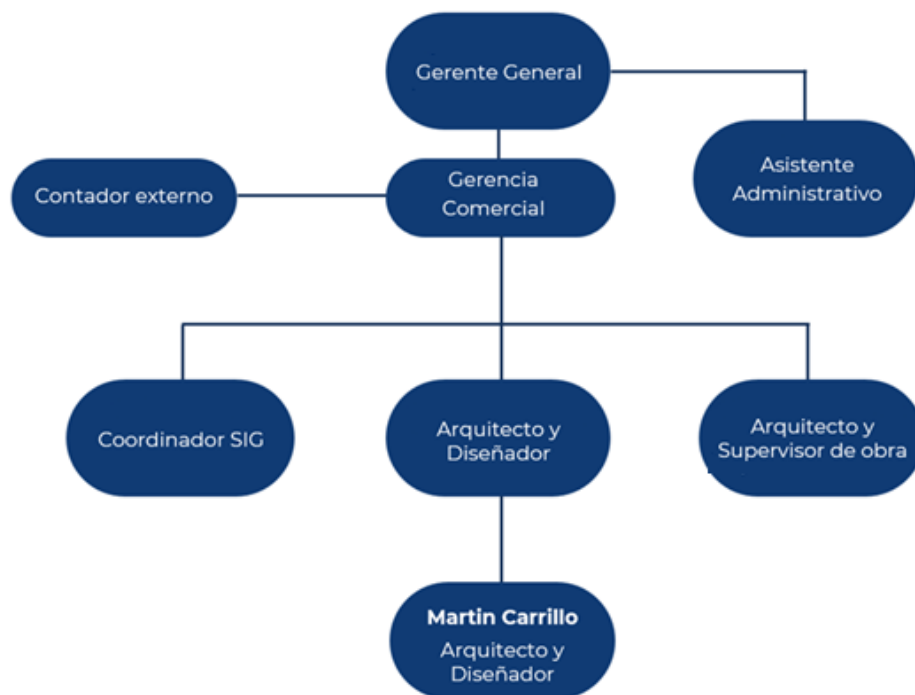 Gerente General
Asistente
Administrativo
Contador externo
Gerencia
Comercial
Coordinador SIG
Arquitecto y
Diseñador
Arquitecto y
Supervisor de obra
Martin Carrillo
Arquitecto y
Diseñador